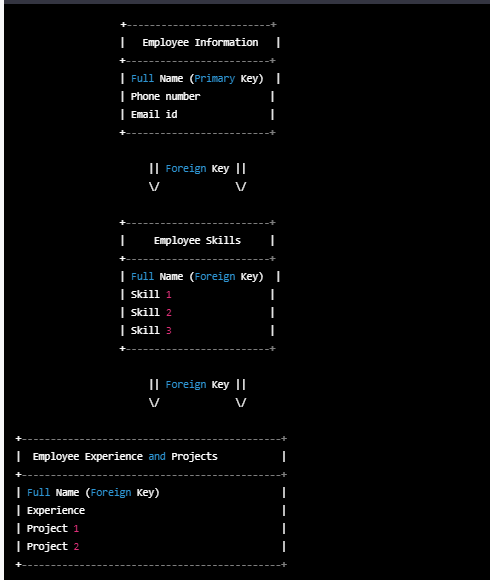 +-------------------------+
|   Employee Information   |
+-------------------------+
| Full Name (Primary Key)  |
| Phone number            |
| Email id                |
+-------------------------+
|| Foreign Key ||
\/             \/
+-------------------------+
|     Employee Skills     |
+-------------------------+
| Full Name (Foreign Key)  |
| Skill 1                 |
| Skill 2                 |
| Skill 3                 |
+-------------------------+
|| Foreign Key ||
\/             \/
+---------------------------------------------+
|  Employee Experience and Projects           |
+---------------------------------------------+
| Full Name (Foreign Key)                     |
| Experience                                  |
| Project 1                                   |
| Project 2                                   |
+---------------------------------------------+